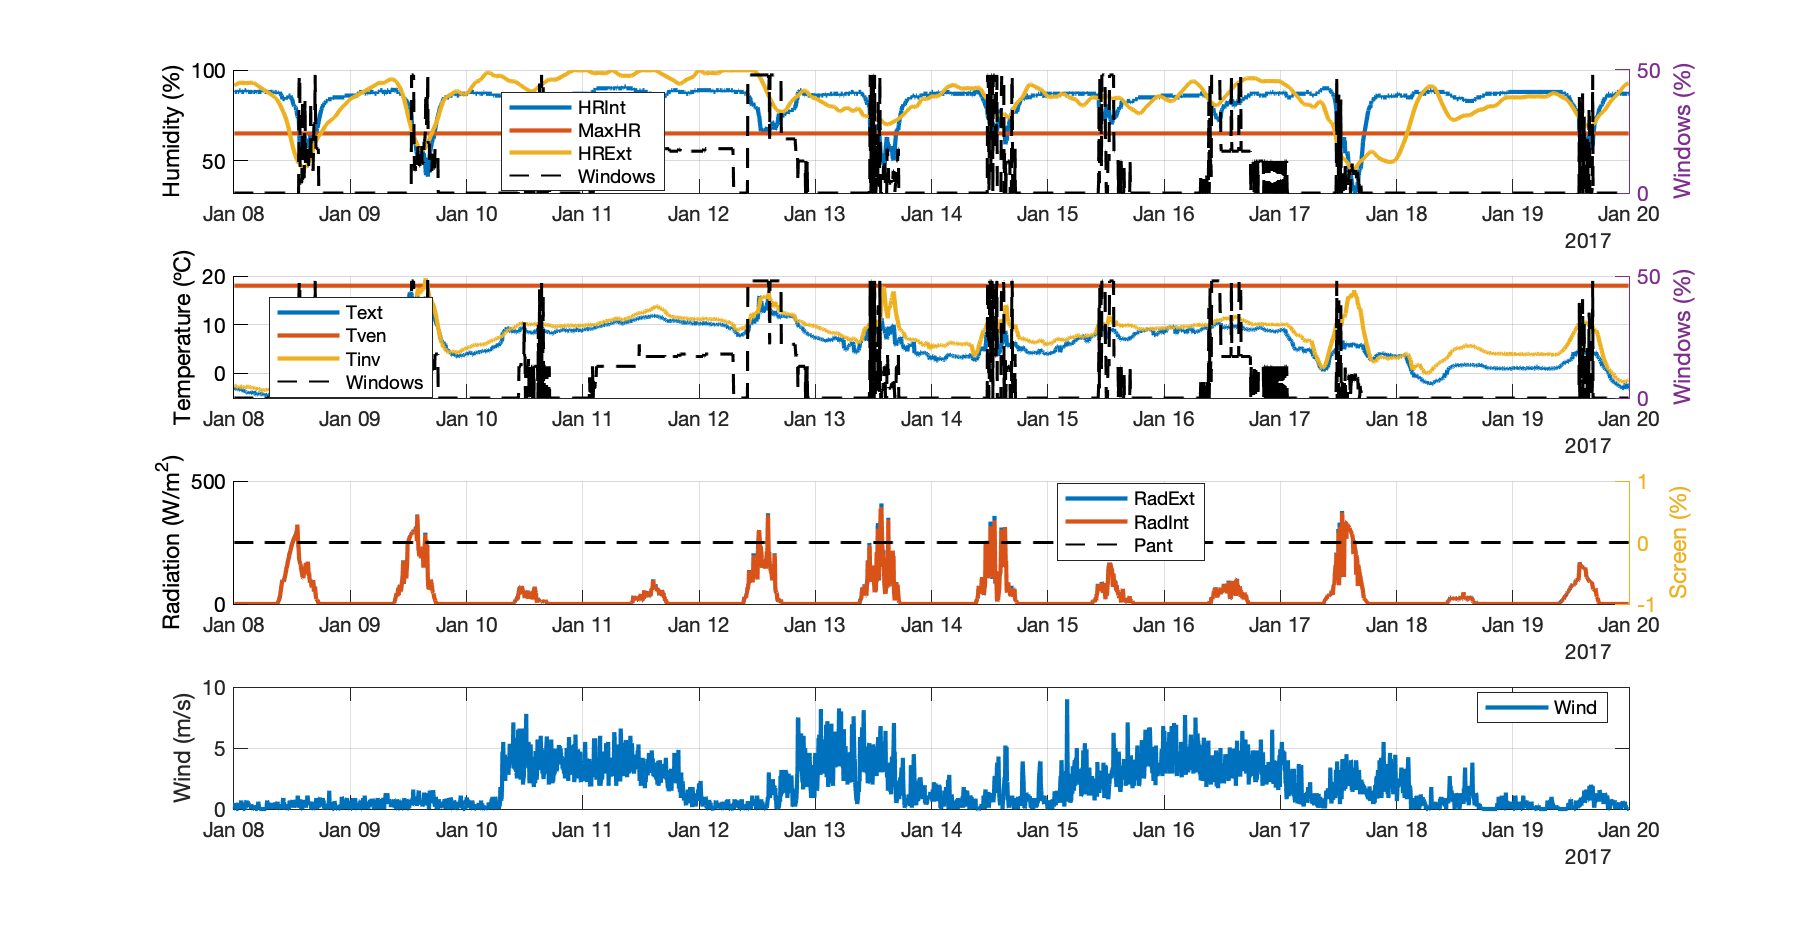 Humidity (%)
100
50
HRInt
MaxHR
HRExt
Windows
50
0
Windows (%)
Jan 08 Jan 09 Jan 10 Jan 11 Jan 12 Jan 13 Jan 14 Jan 15 Jan 16 Jan 17 Jan 18 Jan 19 Jan 20
2017
Temperature (ºC)
20
10
0
Text
Tven
Tinv
Windows
50
0
Windows (%)
Jan 08 Jan 09 Jan 10 Jan 11 Jan 12 Jan 13 Jan 14 Jan 15 Jan 16 Jan 17 Jan 18 Jan 19 Jan 20
2017
Radiation (W/m²)
500
0
RadExt
RadInt
Pant
1
0
-1
Screen (%)
Jan 08 Jan 09 Jan 10 Jan 11 Jan 12 Jan 13 Jan 14 Jan 15 Jan 16 Jan 17 Jan 18 Jan 19 Jan 20
2017
Wind (m/s)
10
5
0
Wind
Jan 08 Jan 09 Jan 10 Jan 11 Jan 12 Jan 13 Jan 14 Jan 15 Jan 16 Jan 17 Jan 18 Jan 19 Jan 20
2017